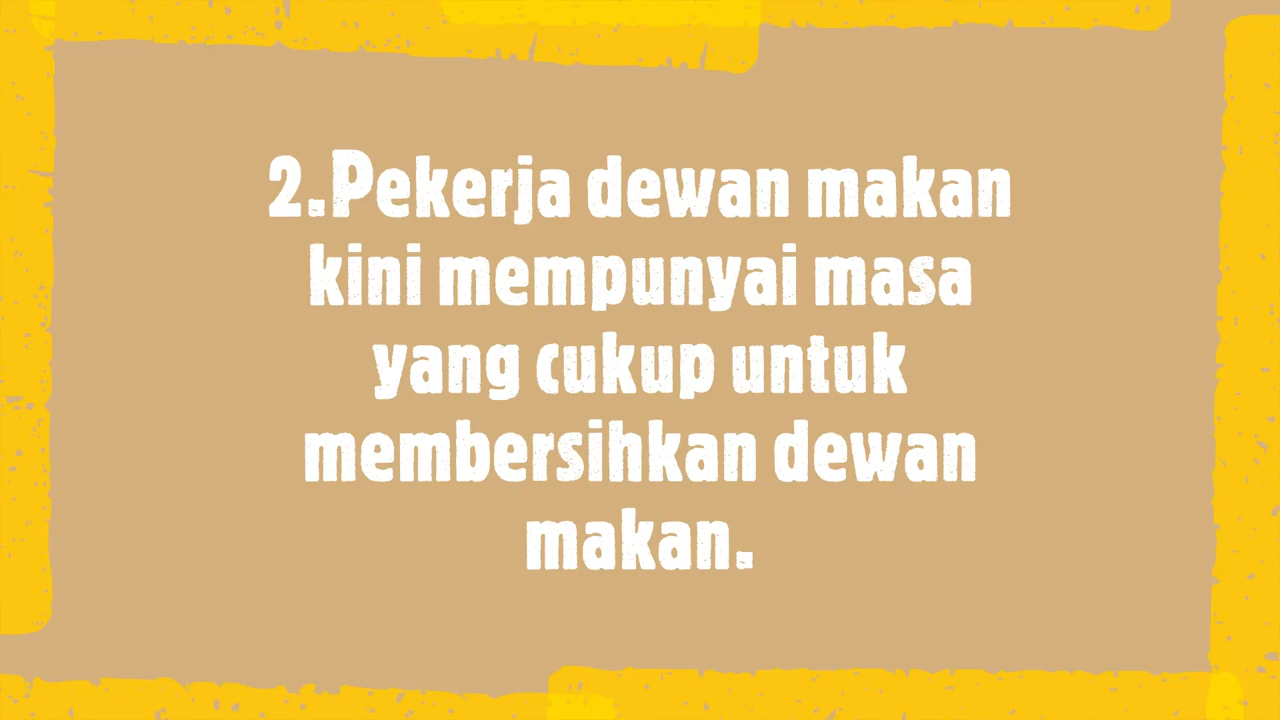 2.Pekerja dewan makan
kini mempunyai masa
yang cukup untuk
membersihkan dewan
makan.